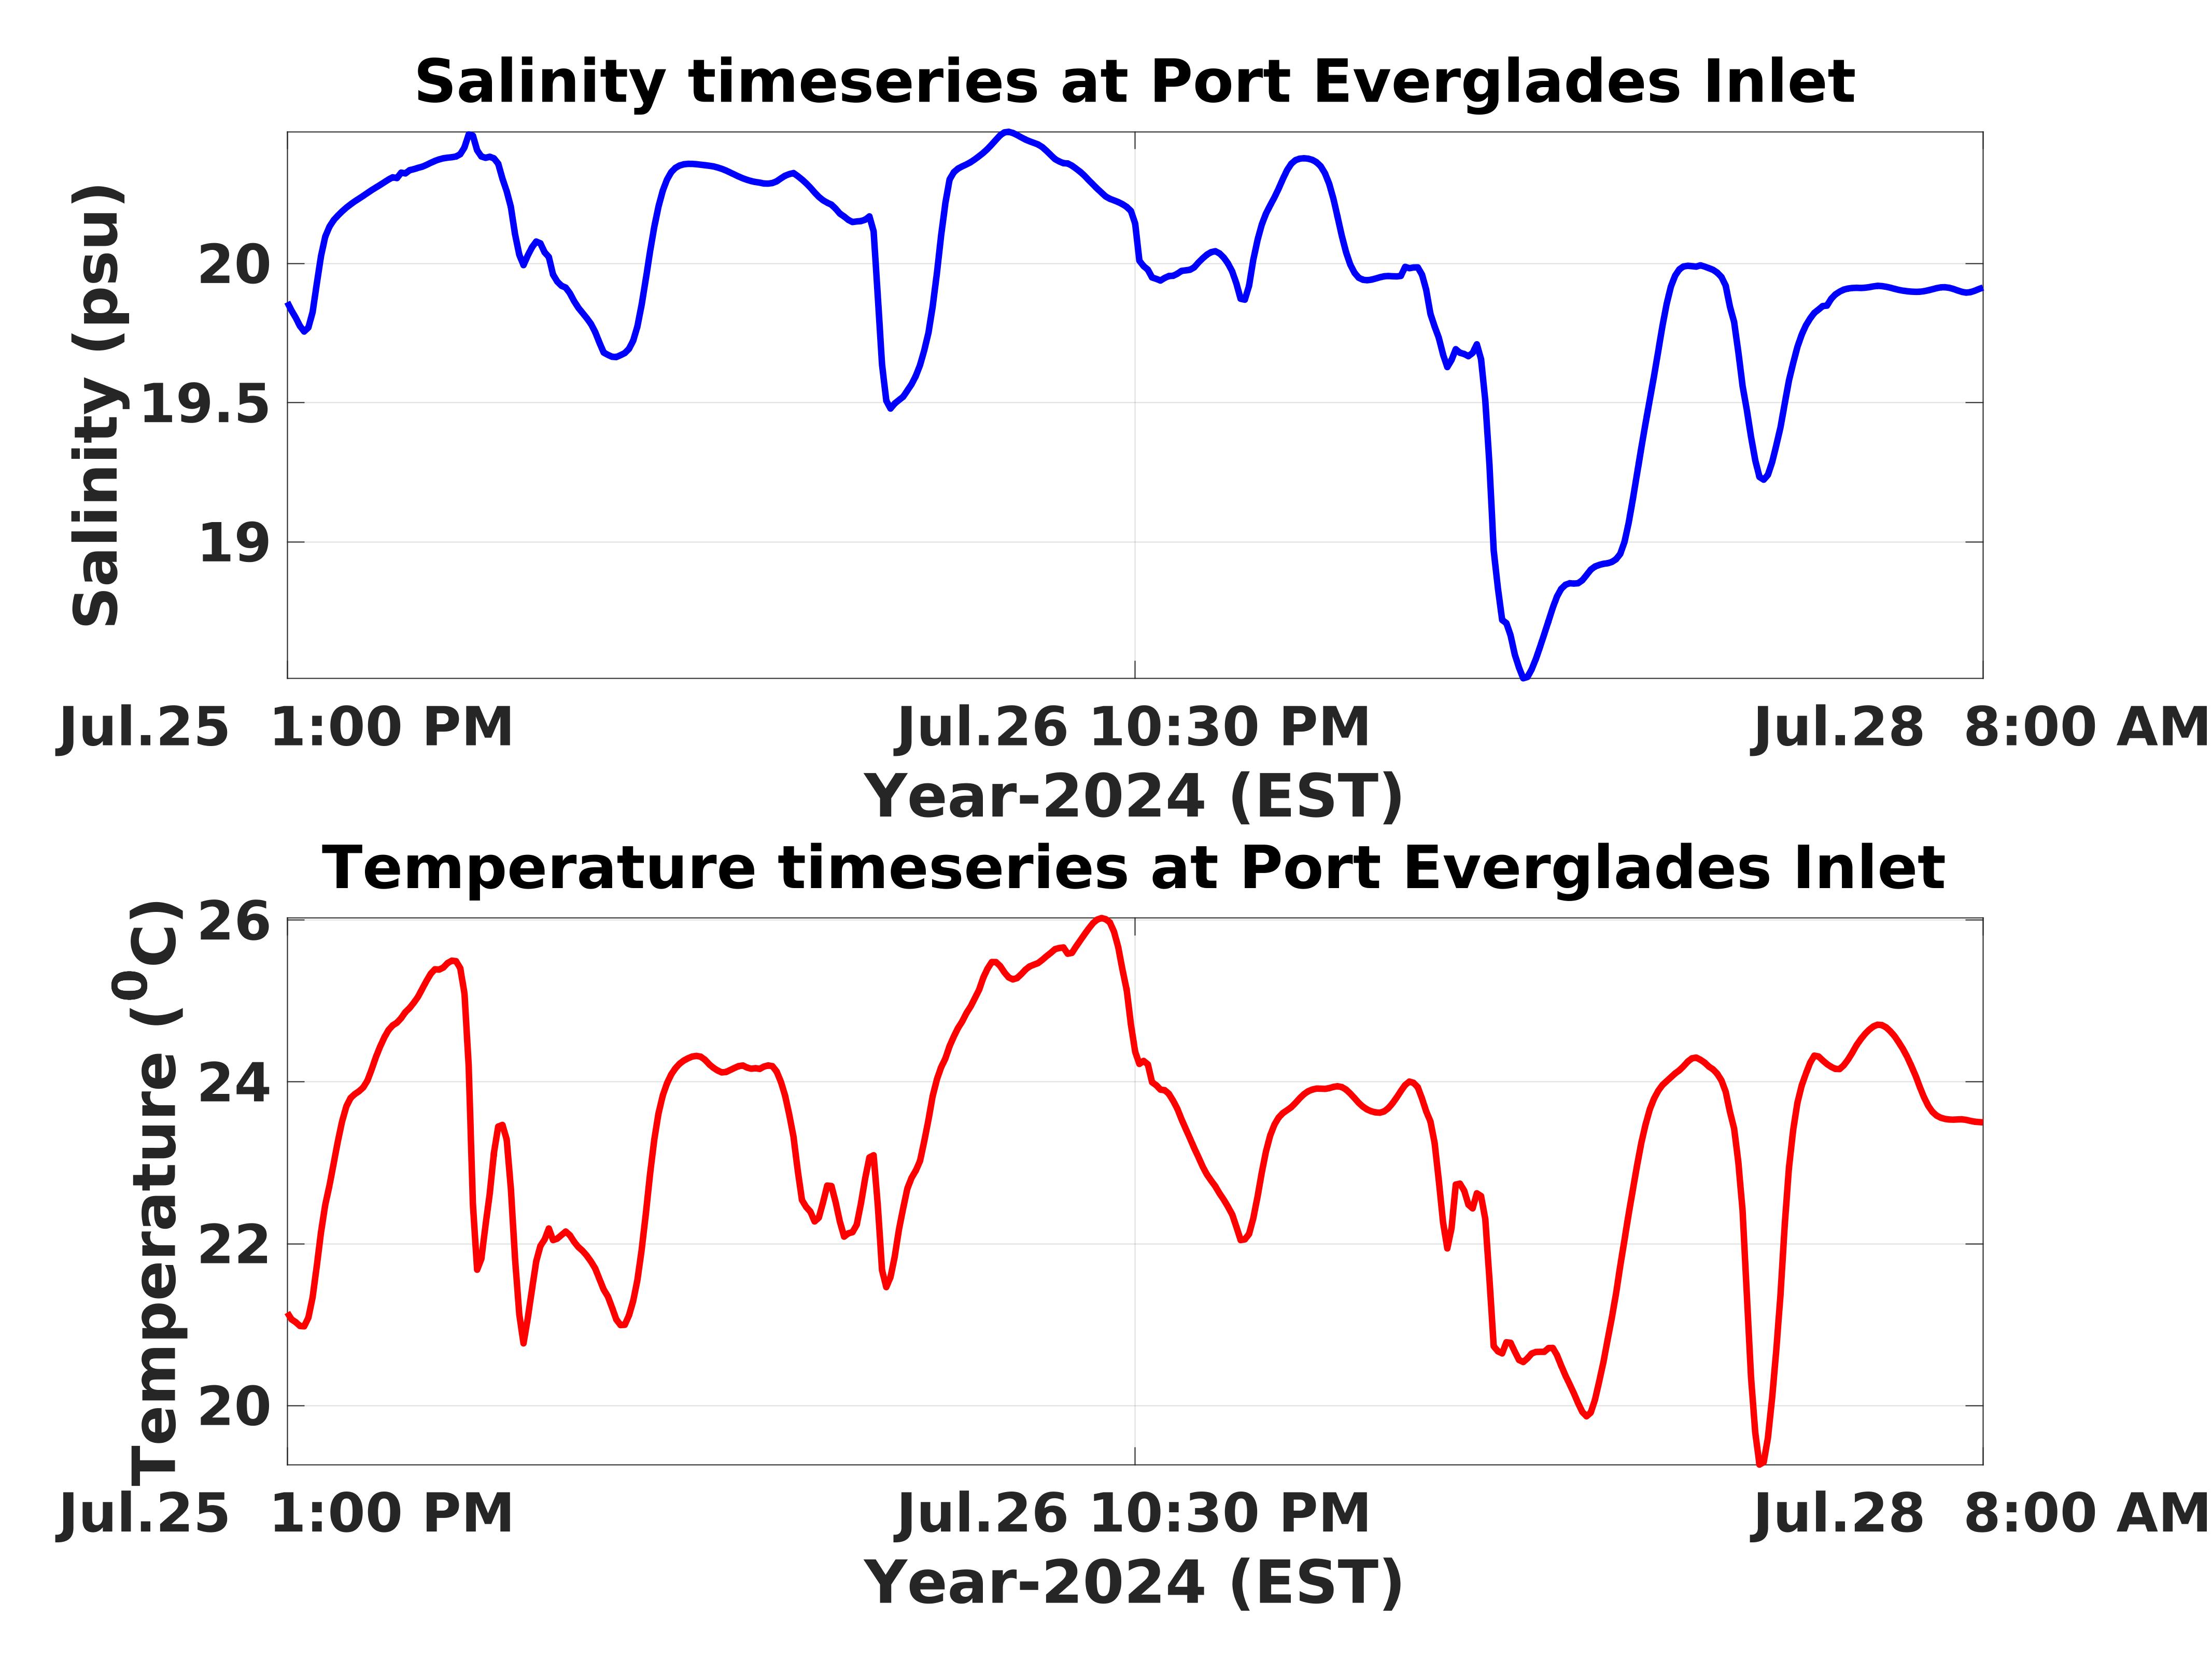 Salinity timeseries at Port Everglades Inlet
Salinity (psu)
20
19.5
19
Jul.25  1:00 PM
Jul.26 10:30 PM
Jul.28  8:00 AM
Year-2024 (EST)
Temperature timeseries at Port Everglades Inlet
Temperature (⁰C)
26
24
22
20
Jul.25  1:00 PM
Jul.26 10:30 PM
Jul.28  8:00 AM
Year-2024 (EST)